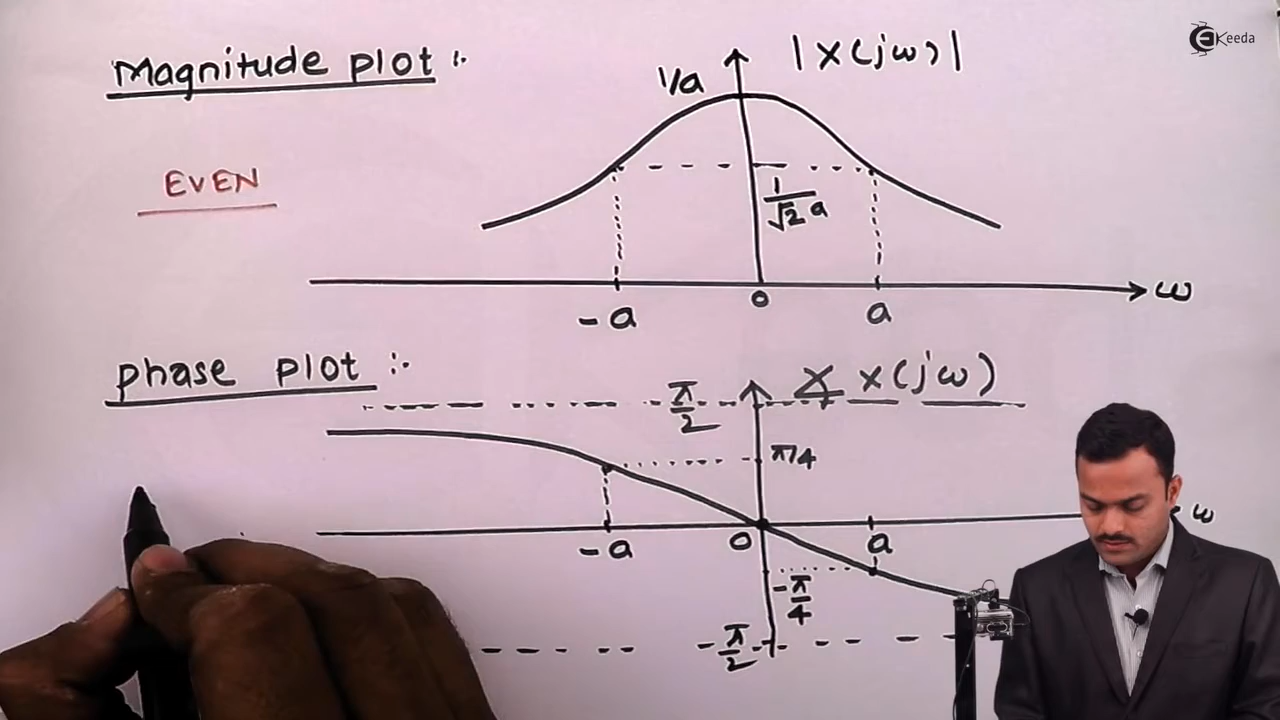 Magnitude plot :-
|X(jω)|
1/a
EVEN
1/√2 a
-a 0 a ω
phase plot :-
∠ X(jω)
π/2
π/4
-a 0 a ω
-π/4
-π/2
Ekeeda